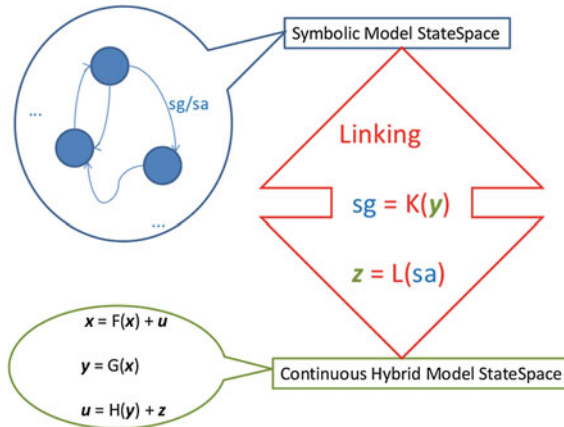 Symbolic Model StateSpace
sg/sa
...
...
Linking
sg = K(y)
z = L(sa)
x = F(x) + u
y = G(x)
u = H(y) + z
Continuous Hybrid Model StateSpace